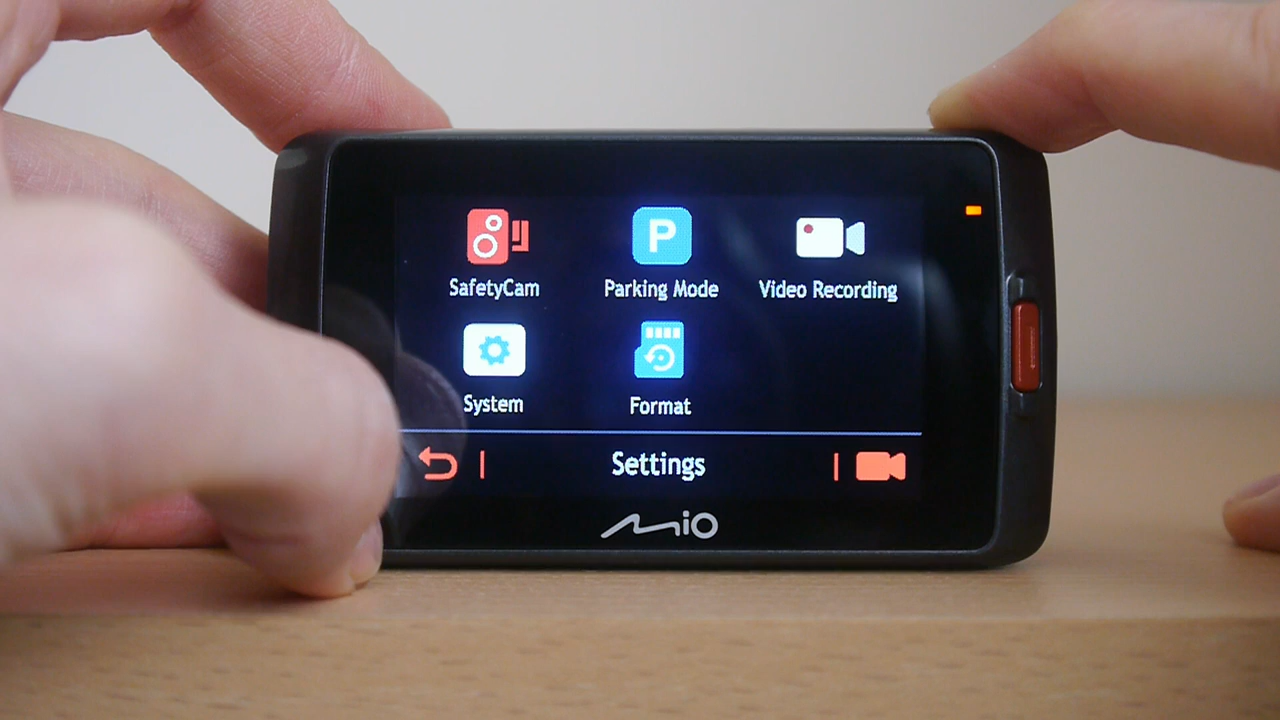 SafetyCam
P
Parking Mode
Video Recording
System
Format
Settings
Mio